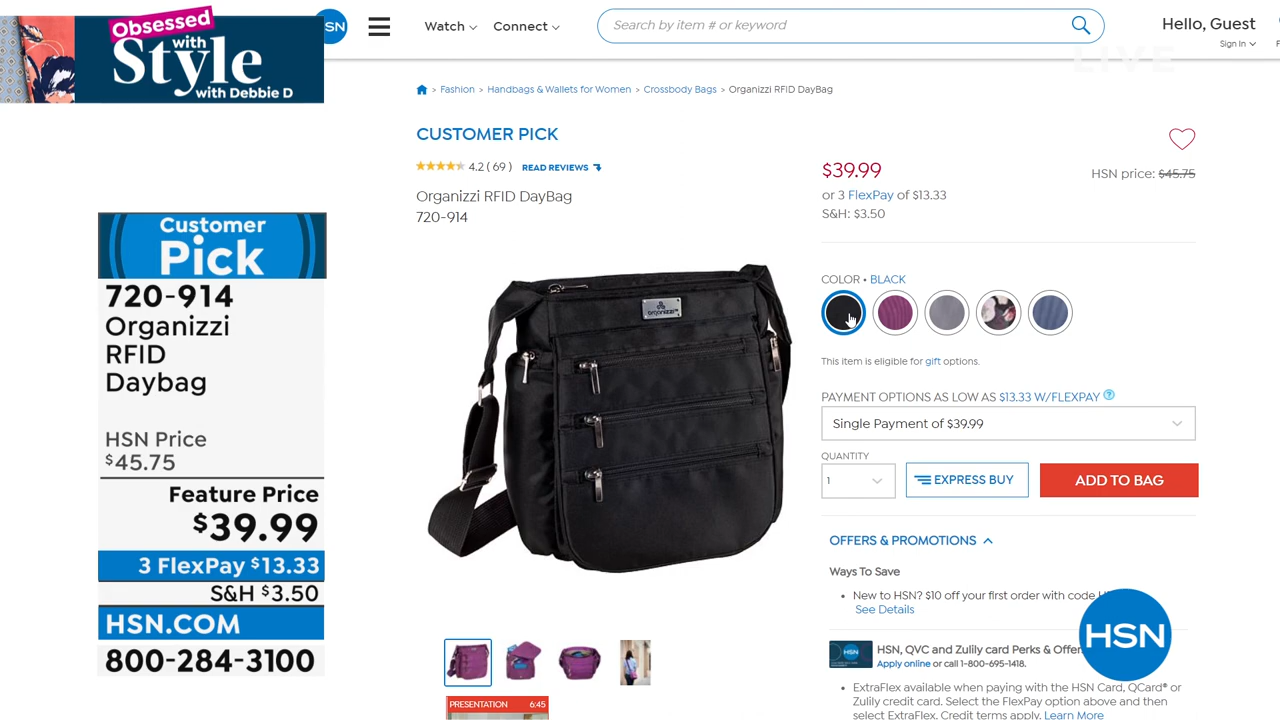 Obsessed
with
Style
with Debbie D
SN
Watch
Connect
Search by item # or keyword
Hello, Guest
Sign In
LIVE
Fashion > Handbags & Wallets for Women > Crossbody Bags > Organizzi RFID DayBag
CUSTOMER PICK
4.2 ( 69 ) READ REVIEWS
Organizzi RFID DayBag
720-914
$39.99
HSN price: $45.75
or 3 FlexPay of $13.33
S&H: $3.50
Customer
Pick
720-914
Organizzi
RFID
Daybag
HSN Price
$45.75
Feature Price
$39.99
3 FlexPay $13.33
S&H $3.50
HSN.COM
800-284-3100
organizzi
COLOR • BLACK
This item is eligible for gift options.
PAYMENT OPTIONS AS LOW AS $13.33 W/FLEXPAY ?
Single Payment of $39.99
QUANTITY
1
EXPRESS BUY
ADD TO BAG
OFFERS & PROMOTIONS
Ways To Save
• New to HSN? $10 off your first order with code
See Details
HSN
HSN, QVC and Zulily card Perks & Offer
Apply online or call 1-800-695-1418.
• ExtraFlex available when paying with the HSN Card, QCard® or
Zulily credit card. Select the FlexPay option above and then
select ExtraFlex. Credit terms apply. Learn More
PRESENTATION 6:45